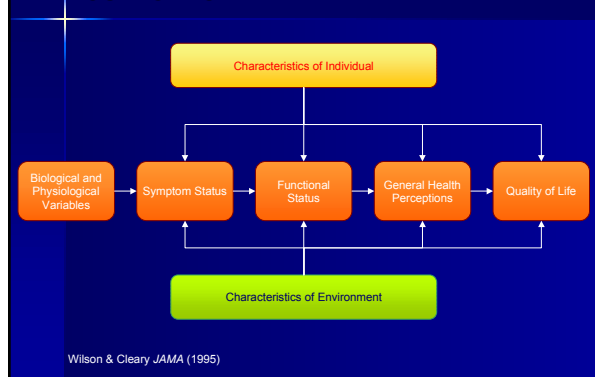 Characteristics of Individual
Biological and
Physiological
Variables
Symptom Status
Functional
Status
General Health
Perceptions
Quality of Life
Characteristics of Environment
Wilson & Cleary JAMA (1995)